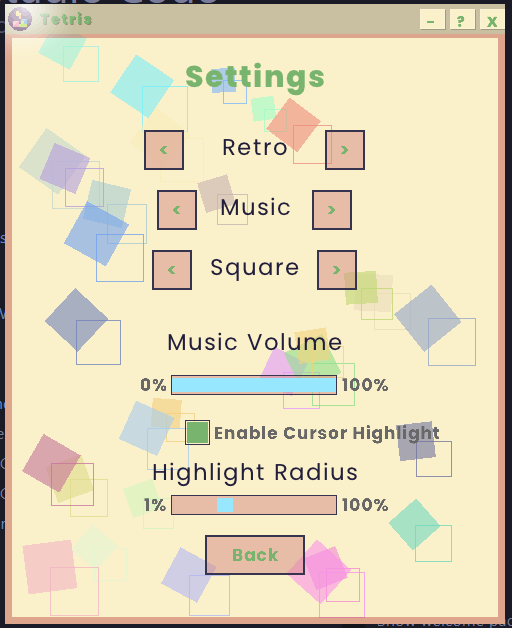 Tetris
– ? X
Settings
< Retro >
< Music >
< Square >
Music Volume
0% 100%
Enable Cursor Highlight
Highlight Radius
1% 100%
Back